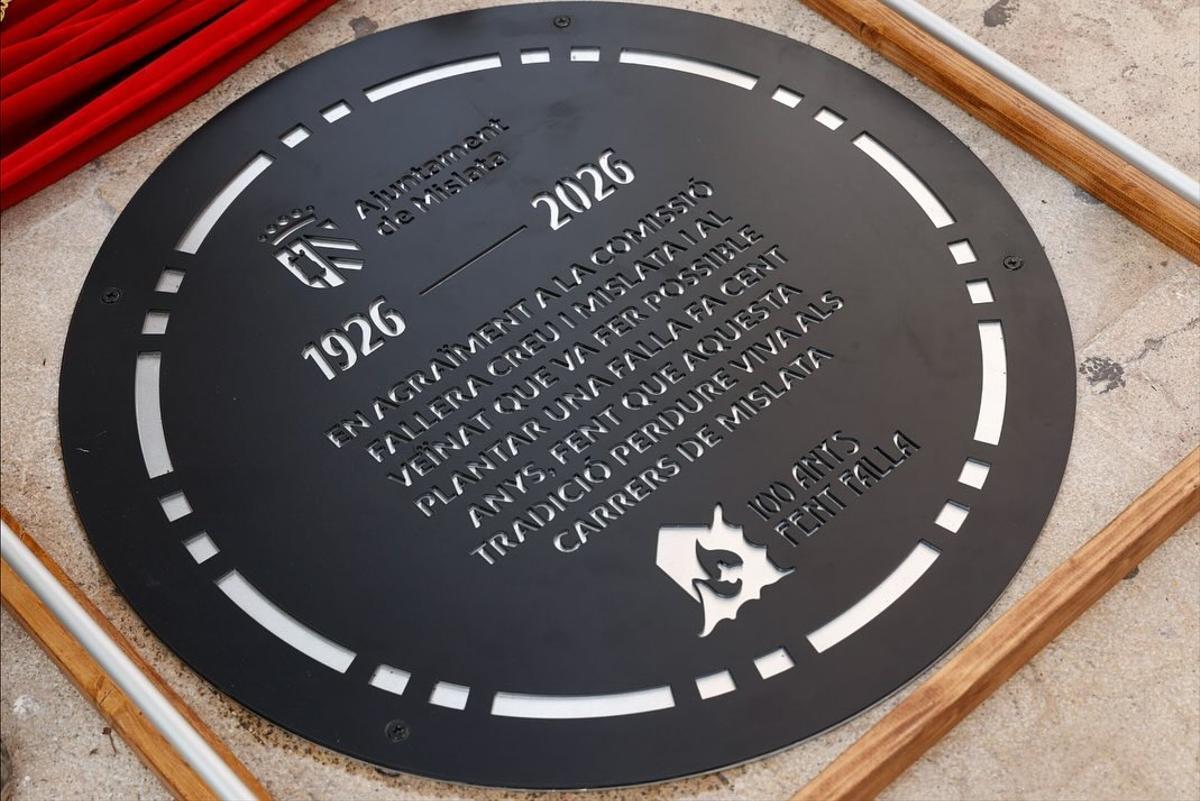 Ajuntament
de Mislata
1926 — 2026
EN AGRAÏMENT A LA COMISSIÓ
FALLERA CREU I MISLATA I AL
VEÏNAT QUE VA FER POSSIBLE
PLANTAR UNA FALLA FA CENT
ANYS, FENT QUE AQUESTA
TRADICIÓ PERDURE VIVA ALS
CARRERS DE MISLATA
100 ANYS
FENT FALLA